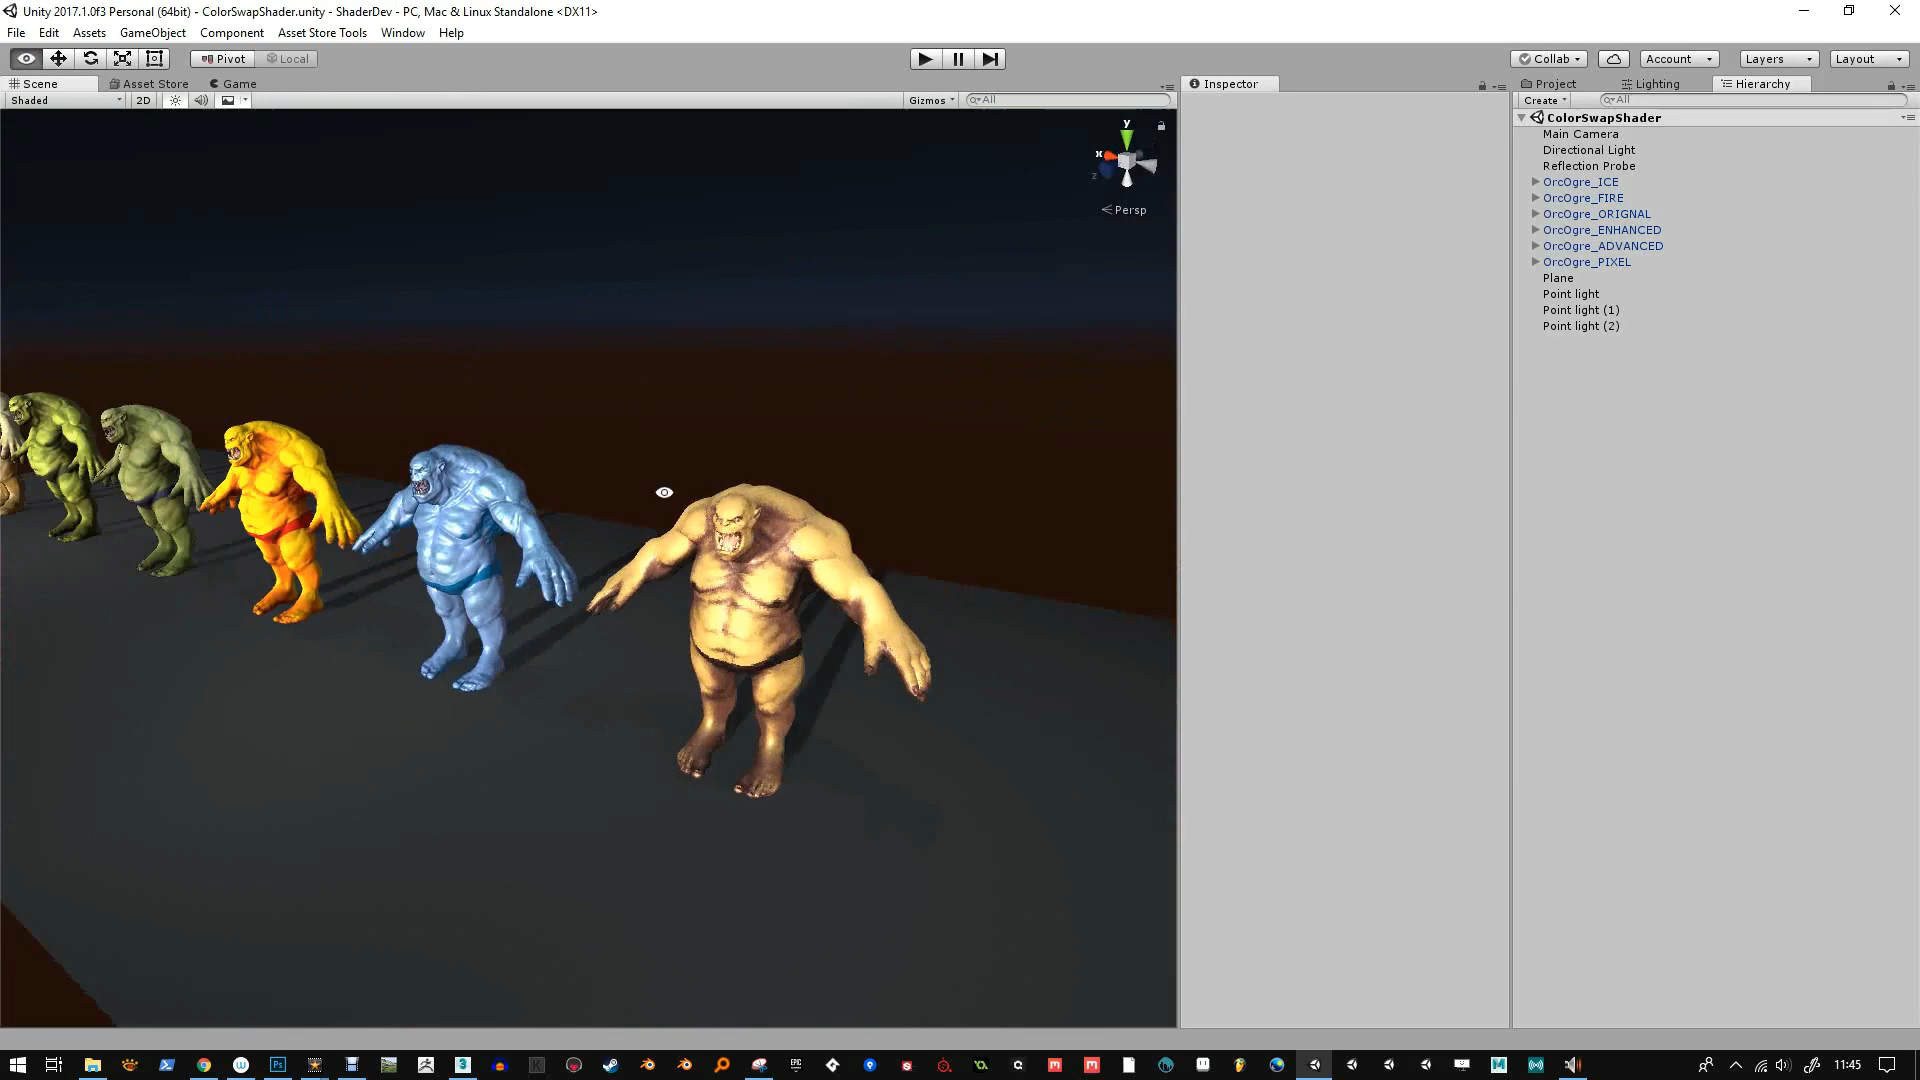 Unity 2017.1.0f3 Personal (64bit) - ColorSwapShader.unity - ShaderDev - PC, Mac & Linux Standalone <DX11>
File Edit Assets GameObject Component Asset Store Tools Window Help
Pivot Local Collab Account Layers Layout
Scene Asset Store Game Inspector Project Lighting Hierarchy
Shaded 2D Gizmos All Create All
ColorSwapShader
Main Camera
Directional Light
Reflection Probe
OrcOgre_ICE
OrcOgre_FIRE
OrcOgre_ORIGNAL
OrcOgre_ENHANCED
OrcOgre_ADVANCED
OrcOgre_PIXEL
Plane
Point light
Point light (1)
Point light (2)
y
x
z
Persp
Ps 3 K EPIC M 11:45